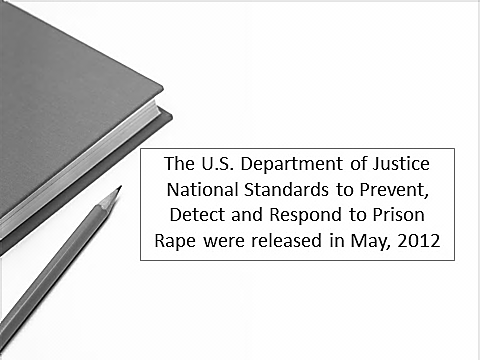 The U.S. Department of Justice
National Standards to Prevent,
Detect and Respond to Prison
Rape were released in May, 2012